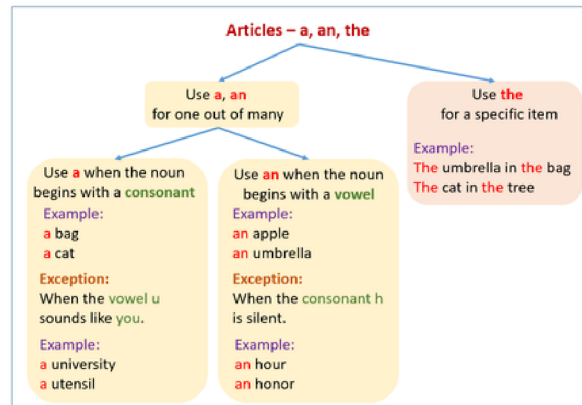 Articles – a, an, the
Use a, an
for one out of many
Use the
for a specific item
Example:
The umbrella in the bag
The cat in the tree
Use a when the noun
begins with a consonant
Example:
a bag
a cat
Exception:
When the vowel u
sounds like you.
Example:
a university
a utensil
Use an when the noun
begins with a vowel
Example:
an apple
an umbrella
Exception:
When the consonant h
is silent.
Example:
an hour
an honor